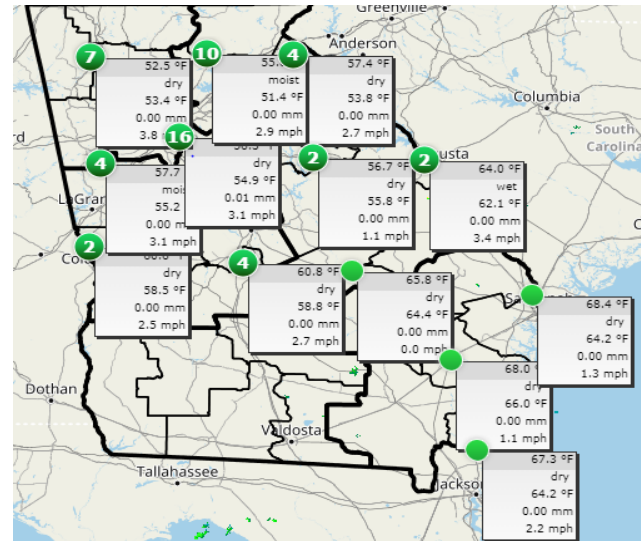 Greenville
Anderson
Columbia
South
Carolina
7
52.5 °F
dry
53.4 °F
0.00 mm
3.8
10
moist
51.4 °F
0.00 mm
2.9 mph
4
57.4 °F
dry
53.8 °F
0.00 mm
2.7 mph
16
dry
54.9 °F
0.01 mm
3.1 mph
4
57.7
55.2
0.00
3.1 mph
2
56.7 °F
dry
55.8 °F
0.00 mm
1.1 mph
2
64.0 °F
wet
62.1 °F
0.00 mm
3.4 mph
2
dry
58.5 °F
0.00 mm
2.5 mph
4
60.8 °F
dry
58.8 °F
0.00 mm
2.7 mph
65.8 °F
dry
64.4 °F
0.00 mm
0.0 mph
68.4 °F
dry
64.2 °F
0.00 mm
1.3 mph
68.0
dry
66.0 °F
0.00 mm
1.1 mph
67.3 °F
dry
64.2 °F
0.00 mm
2.2 mph
Dothan
Valdosta
Tallahassee